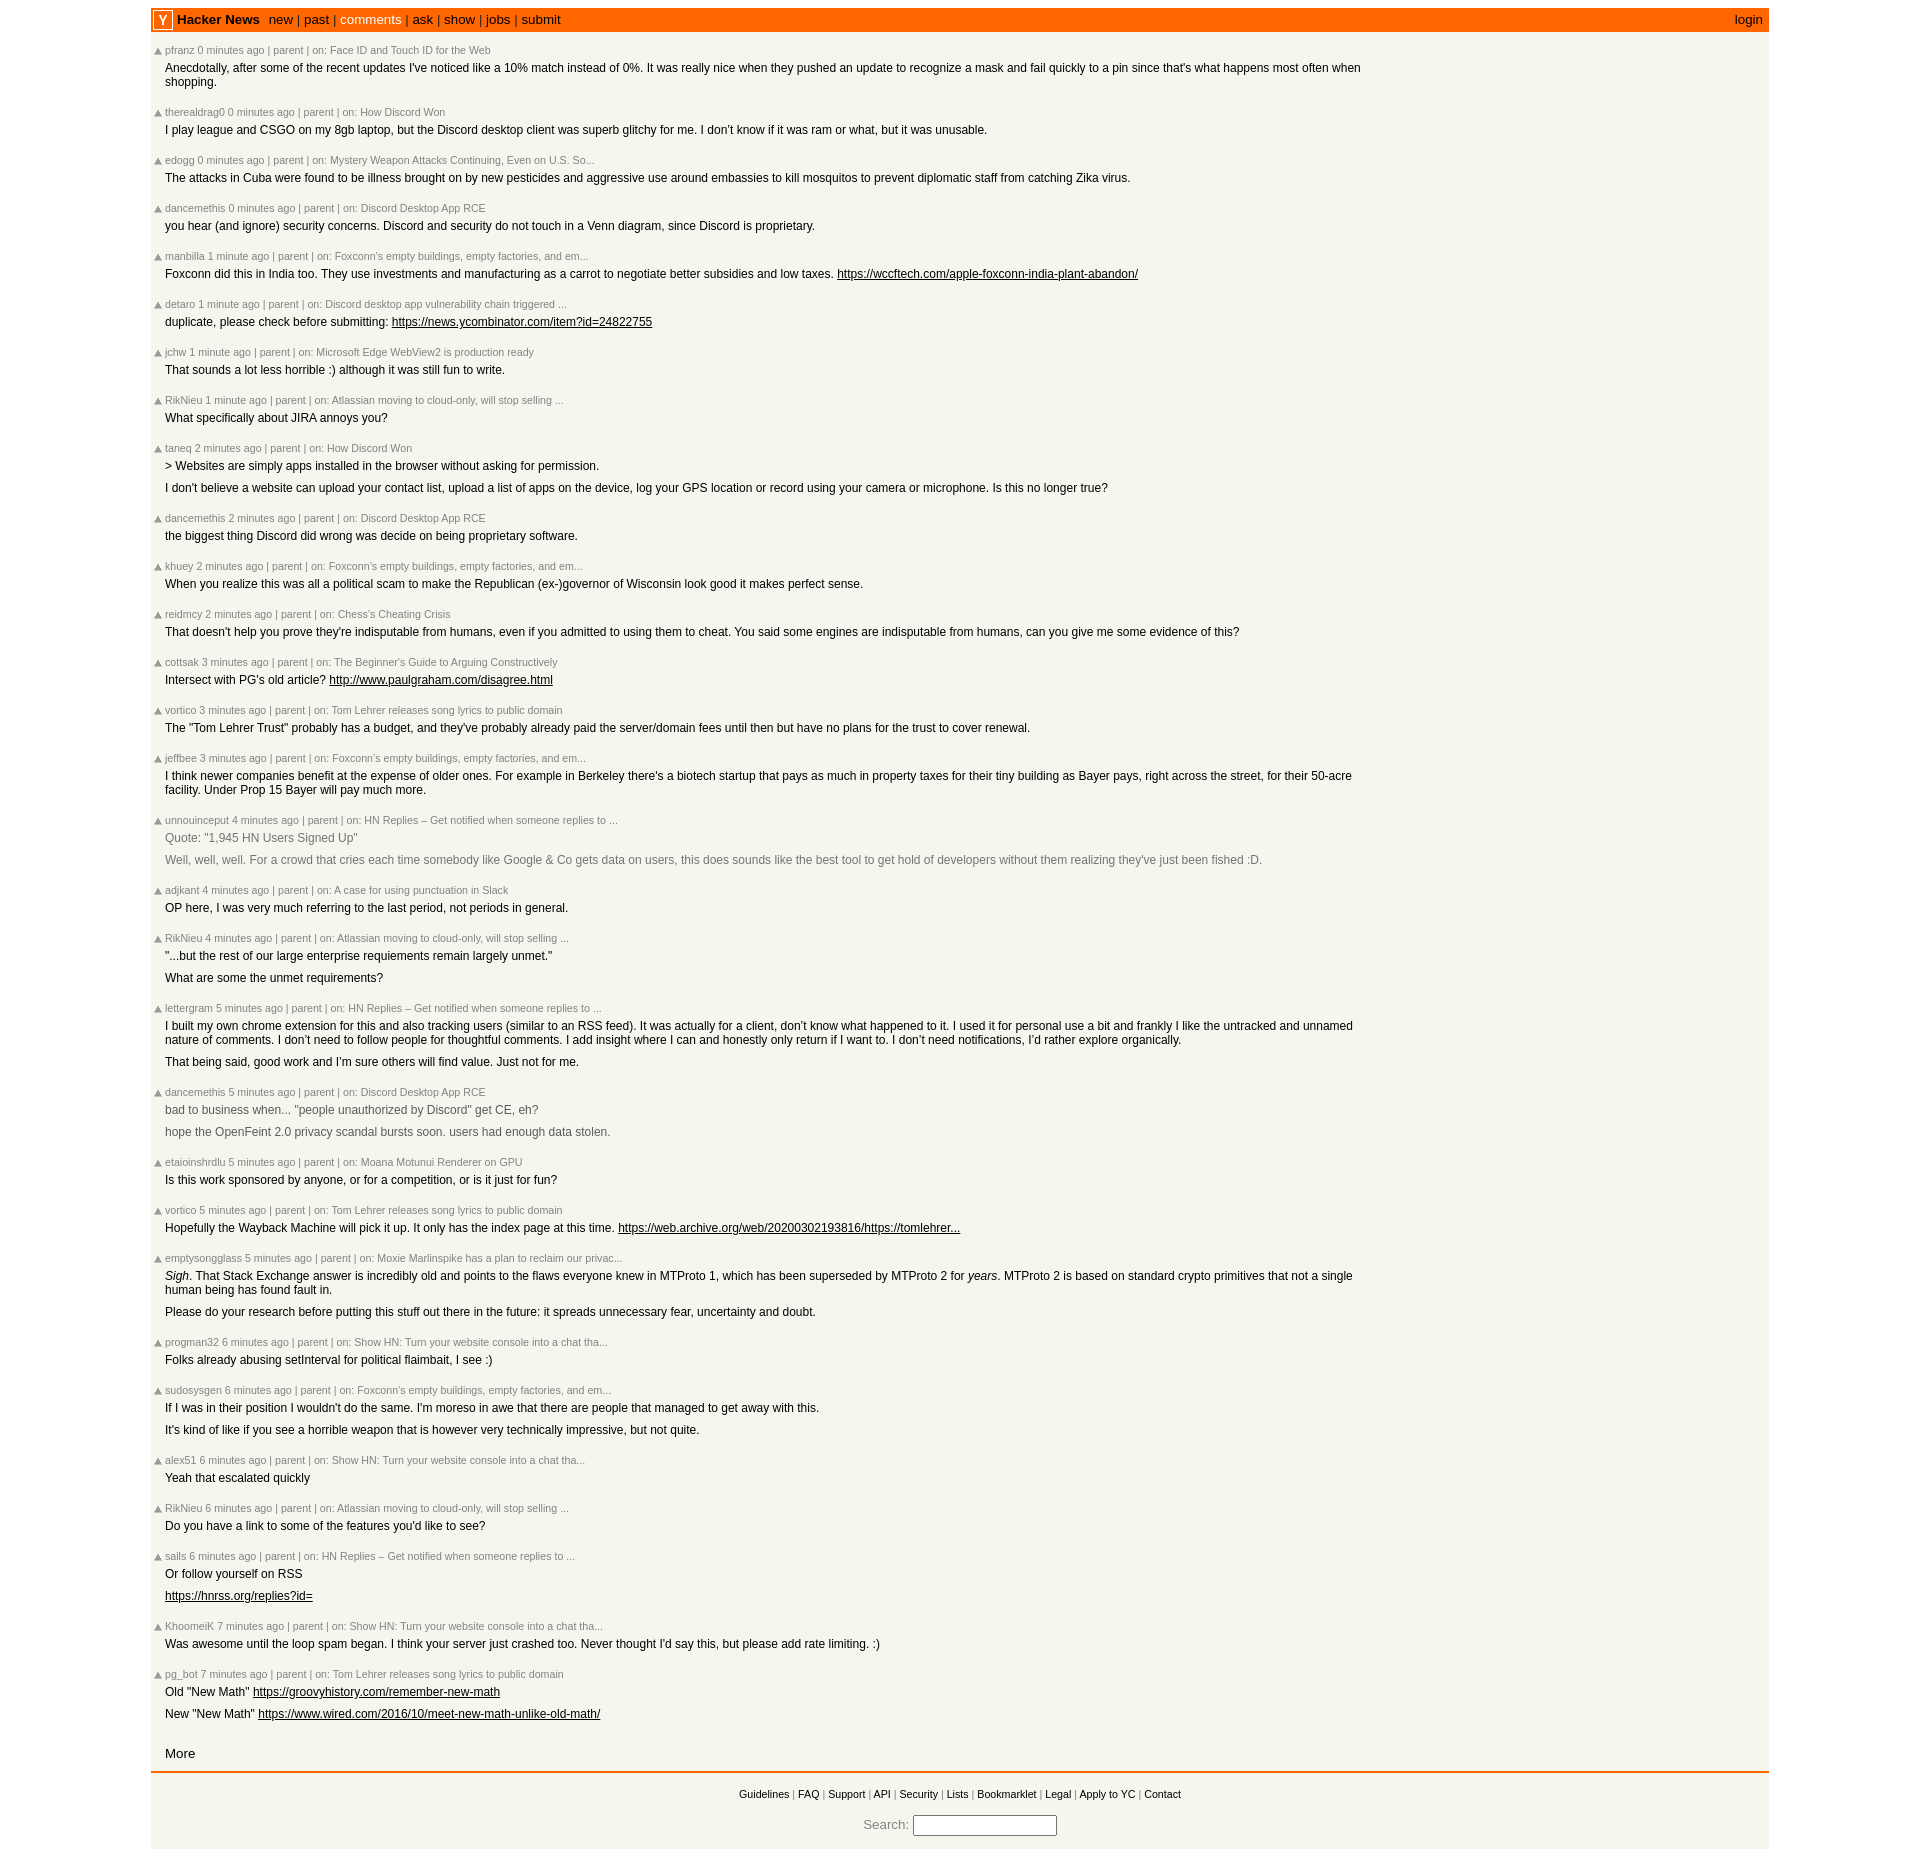 Y Hacker News new | past | comments | ask | show | jobs | submit login
pfranz 0 minutes ago | parent | on: Face ID and Touch ID for the Web
Anecdotally, after some of the recent updates I've noticed like a 10% match instead of 0%. It was really nice when they pushed an update to recognize a mask and fail quickly to a pin since that's what happens most often when
shopping.
therealdrag0 0 minutes ago | parent | on: How Discord Won
I play league and CSGO on my 8gb laptop, but the Discord desktop client was superb glitchy for me. I don't know if it was ram or what, but it was unusable.
edogg 0 minutes ago | parent | on: Mystery Weapon Attacks Continuing, Even on U.S. So...
The attacks in Cuba were found to be illness brought on by new pesticides and aggressive use around embassies to kill mosquitos to prevent diplomatic staff from catching Zika virus.
dancemethis 0 minutes ago | parent | on: Discord Desktop App RCE
you hear (and ignore) security concerns. Discord and security do not touch in a Venn diagram, since Discord is proprietary.
manbilla 1 minute ago | parent | on: Foxconn's empty buildings, empty factories, and em...
Foxconn did this in India too. They use investments and manufacturing as a carrot to negotiate better subsidies and low taxes. https://wccftech.com/apple-foxconn-india-plant-abandon/
detaro 1 minute ago | parent | on: Discord desktop app vulnerability chain triggered ...
duplicate, please check before submitting: https://news.ycombinator.com/item?id=24822755
jchw 1 minute ago | parent | on: Microsoft Edge WebView2 is production ready
That sounds a lot less horrible :) although it was still fun to write.
RikNieu 1 minute ago | parent | on: Atlassian moving to cloud-only, will stop selling ...
What specifically about JIRA annoys you?
taneq 2 minutes ago | parent | on: How Discord Won
> Websites are simply apps installed in the browser without asking for permission.
I don't believe a website can upload your contact list, upload a list of apps on the device, log your GPS location or record using your camera or microphone. Is this no longer true?
dancemethis 2 minutes ago | parent | on: Discord Desktop App RCE
the biggest thing Discord did wrong was decide on being proprietary software.
khuey 2 minutes ago | parent | on: Foxconn's empty buildings, empty factories, and em...
When you realize this was all a political scam to make the Republican (ex-)governor of Wisconsin look good it makes perfect sense.
reidmcy 2 minutes ago | parent | on: Chess's Cheating Crisis
That doesn't help you prove they're indisputable from humans, even if you admitted to using them to cheat. You said some engines are indisputable from humans, can you give me some evidence of this?
cottsak 3 minutes ago | parent | on: The Beginner's Guide to Arguing Constructively
Intersect with PG's old article? http://www.paulgraham.com/disagree.html
vortico 3 minutes ago | parent | on: Tom Lehrer releases song lyrics to public domain
The "Tom Lehrer Trust" probably has a budget, and they've probably already paid the server/domain fees until then but have no plans for the trust to cover renewal.
jeffbee 3 minutes ago | parent | on: Foxconn's empty buildings, empty factories, and em...
I think newer companies benefit at the expense of older ones. For example in Berkeley there's a biotech startup that pays as much in property taxes for their tiny building as Bayer pays, right across the street, for their 50-acre
facility. Under Prop 15 Bayer will pay much more.
unnouinceput 4 minutes ago | parent | on: HN Replies – Get notified when someone replies to ...
Quote: "1,945 HN Users Signed Up"
Well, well, well. For a crowd that cries each time somebody like Google & Co gets data on users, this does sounds like the best tool to get hold of developers without them realizing they've just been fished :D.
adjkant 4 minutes ago | parent | on: A case for using punctuation in Slack
OP here, I was very much referring to the last period, not periods in general.
RikNieu 4 minutes ago | parent | on: Atlassian moving to cloud-only, will stop selling ...
"...but the rest of our large enterprise requiements remain largely unmet."
What are some the unmet requirements?
lettergram 5 minutes ago | parent | on: HN Replies – Get notified when someone replies to ...
I built my own chrome extension for this and also tracking users (similar to an RSS feed). It was actually for a client, don't know what happened to it. I used it for personal use a bit and frankly I like the untracked and unnamed
nature of comments. I don't need to follow people for thoughtful comments. I add insight where I can and honestly only return if I want to. I don't need notifications, I'd rather explore organically.
That being said, good work and I'm sure others will find value. Just not for me.
dancemethis 5 minutes ago | parent | on: Discord Desktop App RCE
bad to business when... "people unauthorized by Discord" get CE, eh?
hope the OpenFeint 2.0 privacy scandal bursts soon. users had enough data stolen.
etaioinshrdlu 5 minutes ago | parent | on: Moana Motunui Renderer on GPU
Is this work sponsored by anyone, or for a competition, or is it just for fun?
vortico 5 minutes ago | parent | on: Tom Lehrer releases song lyrics to public domain
Hopefully the Wayback Machine will pick it up. It only has the index page at this time. https://web.archive.org/web/20200302193816/https://tomlehrer...
emptysongglass 5 minutes ago | parent | on: Moxie Marlinspike has a plan to reclaim our privac...
Sigh. That Stack Exchange answer is incredibly old and points to the flaws everyone knew in MTProto 1, which has been superseded by MTProto 2 for years. MTProto 2 is based on standard crypto primitives that not a single
human being has found fault in.
Please do your research before putting this stuff out there in the future: it spreads unnecessary fear, uncertainty and doubt.
progman32 6 minutes ago | parent | on: Show HN: Turn your website console into a chat tha...
Folks already abusing setInterval for political flaimbait, I see :)
sudosysgen 6 minutes ago | parent | on: Foxconn's empty buildings, empty factories, and em...
If I was in their position I wouldn't do the same. I'm moreso in awe that there are people that managed to get away with this.
It's kind of like if you see a horrible weapon that is however very technically impressive, but not quite.
alex51 6 minutes ago | parent | on: Show HN: Turn your website console into a chat tha...
Yeah that escalated quickly
RikNieu 6 minutes ago | parent | on: Atlassian moving to cloud-only, will stop selling ...
Do you have a link to some of the features you'd like to see?
sails 6 minutes ago | parent | on: HN Replies – Get notified when someone replies to ...
Or follow yourself on RSS
https://hnrss.org/replies?id=
KhoomeiK 7 minutes ago | parent | on: Show HN: Turn your website console into a chat tha...
Was awesome until the loop spam began. I think your server just crashed too. Never thought I'd say this, but please add rate limiting. :)
pg_bot 7 minutes ago | parent | on: Tom Lehrer releases song lyrics to public domain
Old "New Math" https://groovyhistory.com/remember-new-math
New "New Math" https://www.wired.com/2016/10/meet-new-math-unlike-old-math/
More
Guidelines | FAQ | Support | API | Security | Lists | Bookmarklet | Legal | Apply to YC | Contact
Search: